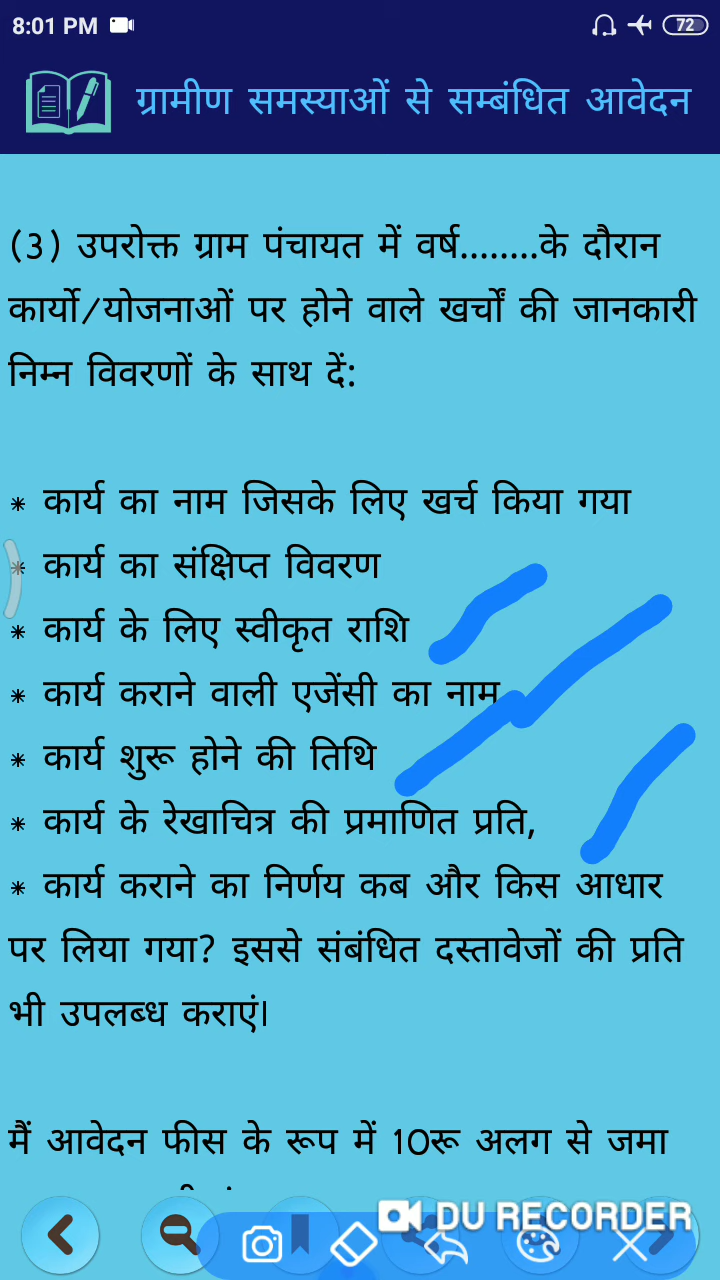 8:01 PM
72
ग्रामीण समस्याओं से सम्बंधित आवेदन
(3) उपरोक्त ग्राम पंचायत में वर्ष........के दौरान
कार्यो/योजनाओं पर होने वाले खर्चों की जानकारी
निम्न विवरणों के साथ दें:
* कार्य का नाम जिसके लिए खर्च किया गया
* कार्य का संक्षिप्त विवरण
* कार्य के लिए स्वीकृत राशि
* कार्य कराने वाली एजेंसी का नाम
* कार्य शुरू होने की तिथि
* कार्य के रेखाचित्र की प्रमाणित प्रति,
* कार्य कराने का निर्णय कब और किस आधार
पर लिया गया? इससे संबंधित दस्तावेजों की प्रति
भी उपलब्ध कराएं।
मैं आवेदन फीस के रूप में 10रू अलग से जमा
DU RECORDER